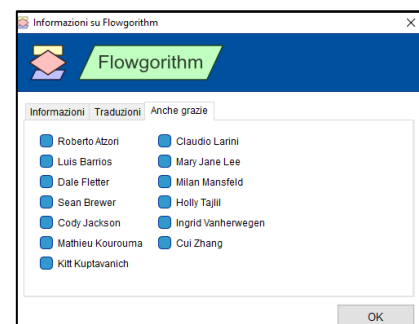 Informazioni su Flowgorithm
Flowgorithm
Informazioni Traduzioni Anche grazie
Roberto Atzori
Luis Barrios
Dale Fletter
Sean Brewer
Cody Jackson
Mathieu Kourouma
Kitt Kuptavanich
Claudio Larini
Mary Jane Lee
Milan Mansfeld
Holly Tajlil
Ingrid Vanherwegen
Cui Zhang
OK